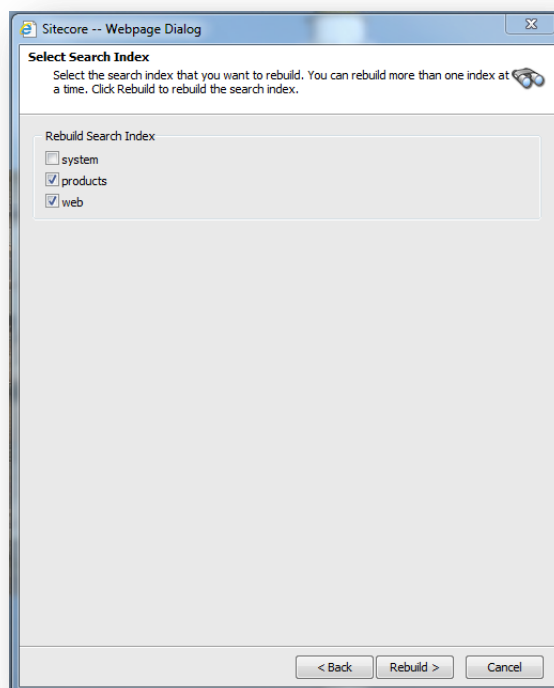 Sitecore -- Webpage Dialog
Select Search Index
Select the search index that you want to rebuild. You can rebuild more than one index at
a time. Click Rebuild to rebuild the search index.
Rebuild Search Index
system
products
web
< Back
Rebuild >
Cancel